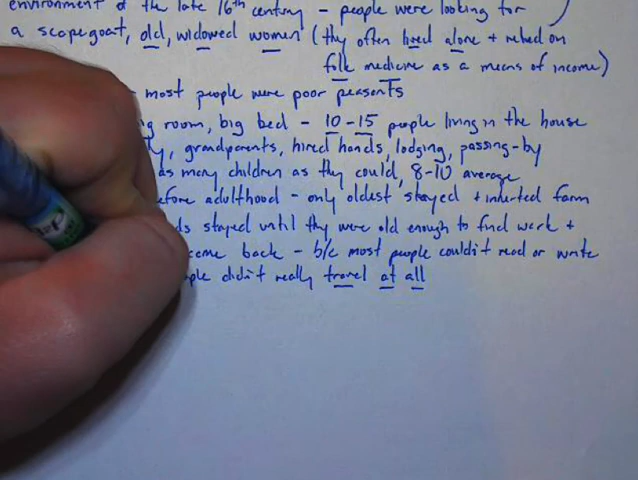 environment of the late 16th century - people were looking for
a scapegoat, old, widowed women (they often lived alone + relied on
folk medicine as a means of income)
- most people were poor peasants
room, big bed - 10-15 people living in the house
grandparents, hired hands, lodging, passing-by
as many children as they could, 8-10 average
before adulthood - only oldest stayed + inherited farm
stayed until they were old enough to find work +
come back - b/c most people couldn't read or write
didn't really travel at all